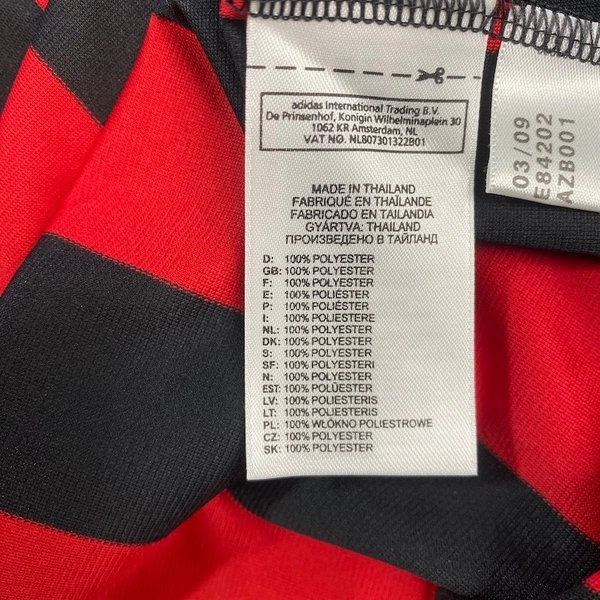 adidas International Trading B.V.
De Prinsenhof, Konigin Wilhelminaplein 30
1062 KR Amsterdam, NL
VAT NO. NL807301322B01
MADE IN THAILAND
FABRIQUÉ EN THAÏLANDE
FABRICADO EN TAILANDIA
GYÁRTVA: THAILAND
ПРОИЗВЕДЕНО В ТАЙЛАНД
D: 100% POLYESTER
GB: 100% POLYESTER
F: 100% POLYESTER
E: 100% POLIÉSTER
P: 100% POLIÉSTER
I: 100% POLIESTERE
NL: 100% POLYESTER
DK: 100% POLYESTER
S: 100% POLYESTER
SF: 100% POLYESTERI
N: 100% POLYESTER
EST: 100% POLÜESTER
LV: 100% POLIESTERIS
LT: 100% POLIESTERIS
PL: 100% WŁÓKNO POLIESTROWE
CZ: 100% POLYESTER
SK: 100% POLYESTER
03/09
E84202
AZB001